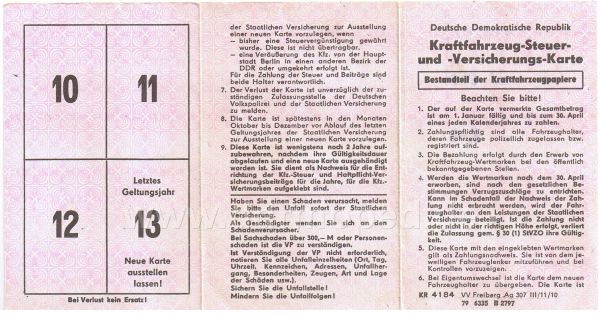 10
11
12
Letztes
Geltungsjahr
13
Neue Karte
ausstellen
lassen!
Bei Verlust kein Ersatz!
der Staatlichen Versicherung zur Ausstellung
einer neuen Karte vorzulegen, wenn
– bisher eine Steuervergünstigung gewährt
wurde. Diese ist nicht übertragbar.
– eine Veräußerung des Kfz. von der Haupt-
stadt Berlin in einen anderen Bezirk der
DDR oder umgekehrt erfolgt ist.
Für die Zahlung der Steuer und Beiträge sind
beide Halter verantwortlich.
7. Der Verlust der Karte ist unverzüglich der zu-
ständigen Zulassungsstelle der Deutschen
Volkspolizei und der Staatlichen Versicherung
zu melden.
8. Die Karte ist spätestens in den Monaten
Oktober bis Dezember vor Ablauf des letzten
Geltungsjahres der Staatlichen Versicherung
zur Ausstellung einer neuen Karte vorzulegen.
9. Diese Karte ist wenigstens noch 2 Jahre auf-
zubewahren, nachdem ihre Gültigkeitsdauer
abgelaufen und eine neue Karte ausgehändigt
worden ist. Sie dient als Nachweis für die Ent-
richtung der Kfz.-Steuer und Haftpflicht-Ver-
sicherungsbeiträge für die Jahre, für die Kfz.-
Wertmarken aufgeklebt sind.
Haben Sie einen Schaden verursacht, melden
Sie bitte den Unfall sofort der Staatlichen
Versicherung.
Als Geschädigter wenden Sie sich an den
Schadenverursacher.
Bei Sachschaden über 300,– M oder Personen-
schaden ist die VP zu verständigen.
Ist Verständigung der VP nicht erforderlich,
notieren Sie alle Unfalleinzelheiten (Ort, Tag,
Uhrzeit, Kennzeichen, Adressen, Unfallher-
gang, Besonderheiten, Zeugen, Art und Lage
der Schäden usw.).
Sichern Sie die Unfallstelle!
Mindern Sie die Unfallfolgen!
Deutsche Demokratische Republik
Kraftfahrzeug-Steuer-
und -Versicherungs-Karte
Bestandteil der Kraftfahrzeugpapiere
Beachten Sie bitte!
1. Der auf der Karte vermerkte Gesamtbetrag
ist am 1. Januar fällig und bis zum 30. April
eines jeden Kalenderjahres zu zahlen.
2. Zahlungspflichtig sind alle Fahrzeughalter,
deren Fahrzeuge polizeilich zugelassen bzw.
registriert sind.
3. Die Bezahlung erfolgt durch den Erwerb von
Kraftfahrzeug-Wertmarken bei den öffentlich
bekanntgegebenen Stellen.
4. Werden die Wertmarken nach dem 30. April
erworben, sind nach den gesetzlichen Be-
stimmungen Verzugszuschläge zu entrichten.
Kann im Schadenfall der Nachweis der Zah-
lung nicht erbracht werden, wird der Fahr-
zeughalter an den Leistungen der Staatlichen
Versicherung beteiligt. Ist die Zahlung nicht
oder nicht in der richtigen Höhe erfolgt, verliert
die Zulassung gem. § 30 (1) StVZO ihre Gültig-
keit.
5. Diese Karte mit den eingeklebten Wertmarken
gilt als Zahlungsnachweis. Sie ist von dem je-
weiligen Fahrzeuglenker mitzuführen und bei
Kontrollen vorzuzeigen.
6. Bei Eigentumswechsel ist die Karte dem neuen
Fahrzeughalter zu übergeben. Die Karte ist
KR 4184 VV Freiberg Ag 307 III/11/10
79 6335 B 2797